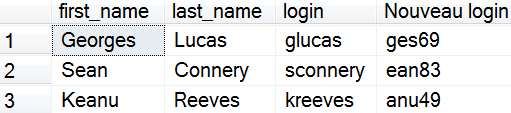 first_name last_name login Nouveau login
1 Georges Lucas glucas ges69
2 Sean Connery sconnery ean83
3 Keanu Reeves kreeves anu49